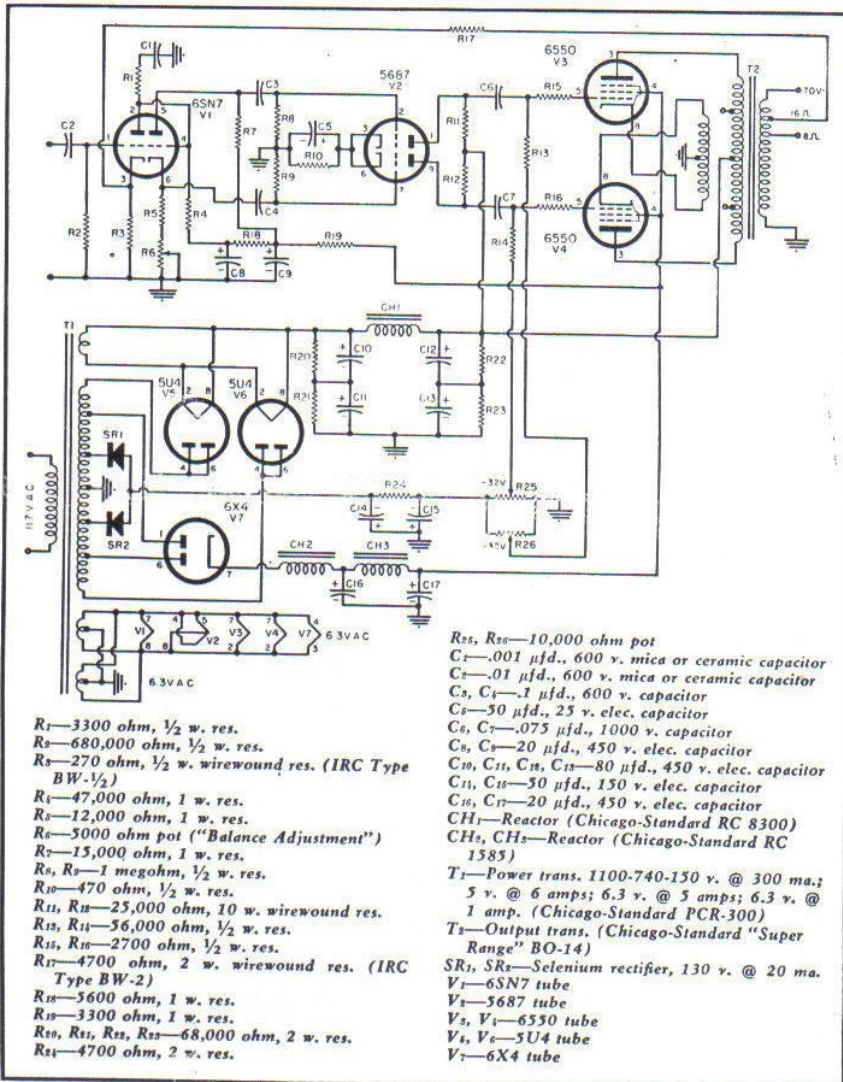 R17
C1
R1
6SN7
V1
C2
C3
5687
V2
C6
6550
V3
R15
T2
70V.
16Ω
8Ω
R7
R8
C5
R10
R9
R11
R12
R13
C4
C7
R14
R16
6550
V4
R2
R3
R5
R6
R4
R18
R19
C8
C9
T1
CH1
5U4
V5
5U4
V6
R20
R21
C10
C11
C12
C13
R22
R23
117 VAC
SR1
SR2
6X4
V7
R24
C14
C15
-32V
R25
-32V
R26
CH2
CH3
C16
C17
V1
V2
V3
V4
V7
6.3VAC
6.3VAC
R1—3300 ohm, 1/2 w. res.
R2—680,000 ohm, 1/2 w. res.
R3—270 ohm, 1/2 w. wirewound res. (IRC Type
BW-1/2)
R4—47,000 ohm, 1 w. res.
R5—12,000 ohm, 1 w. res.
R6—5000 ohm pot ("Balance Adjustment")
R7—15,000 ohm, 1 w. res.
R8, R9—1 megohm, 1/2 w. res.
R10—470 ohm, 1/2 w. res.
R11, R12—25,000 ohm, 10 w. wirewound res.
R13, R14—56,000 ohm, 1/2 w. res.
R15, R16—2700 ohm, 1/2 w. res.
R17—4700 ohm, 2 w. wirewound res. (IRC
Type BW-2)
R18—5600 ohm, 1 w. res.
R19—3300 ohm, 1 w. res.
R20, R21, R22, R23—68,000 ohm, 2 w. res.
R24—4700 ohm, 2 w. res.
R25, R26—10,000 ohm pot
C1—.001 μfd., 600 v. mica or ceramic capacitor
C2—.01 μfd., 600 v. mica or ceramic capacitor
C3, C4—.1 μfd., 600 v. capacitor
C5—50 μfd., 25 v. elec. capacitor
C6, C7—.075 μfd., 1000 v. capacitor
C8, C9—20 μfd., 450 v. elec. capacitor
C10, C11, C12, C13—80 μfd., 450 v. elec. capacitor
C14, C15—50 μfd., 150 v. elec. capacitor
C16, C17—20 μfd., 450 v. elec. capacitor
CH1—Reactor (Chicago-Standard RC 8300)
CH2, CH3—Reactor (Chicago-Standard RC
1585)
T1—Power trans. 1100-740-150 v. @ 300 ma.;
5 v. @ 6 amps; 6.3 v. @ 5 amps; 6.3 v. @
1 amp. (Chicago-Standard PCR-300)
T2—Output trans. (Chicago-Standard "Super
Range" BO-14)
SR1, SR2—Selenium rectifier, 130 v. @ 20 ma.
V1—6SN7 tube
V2—5687 tube
V3, V4—6550 tube
V5, V6—5U4 tube
V7—6X4 tube